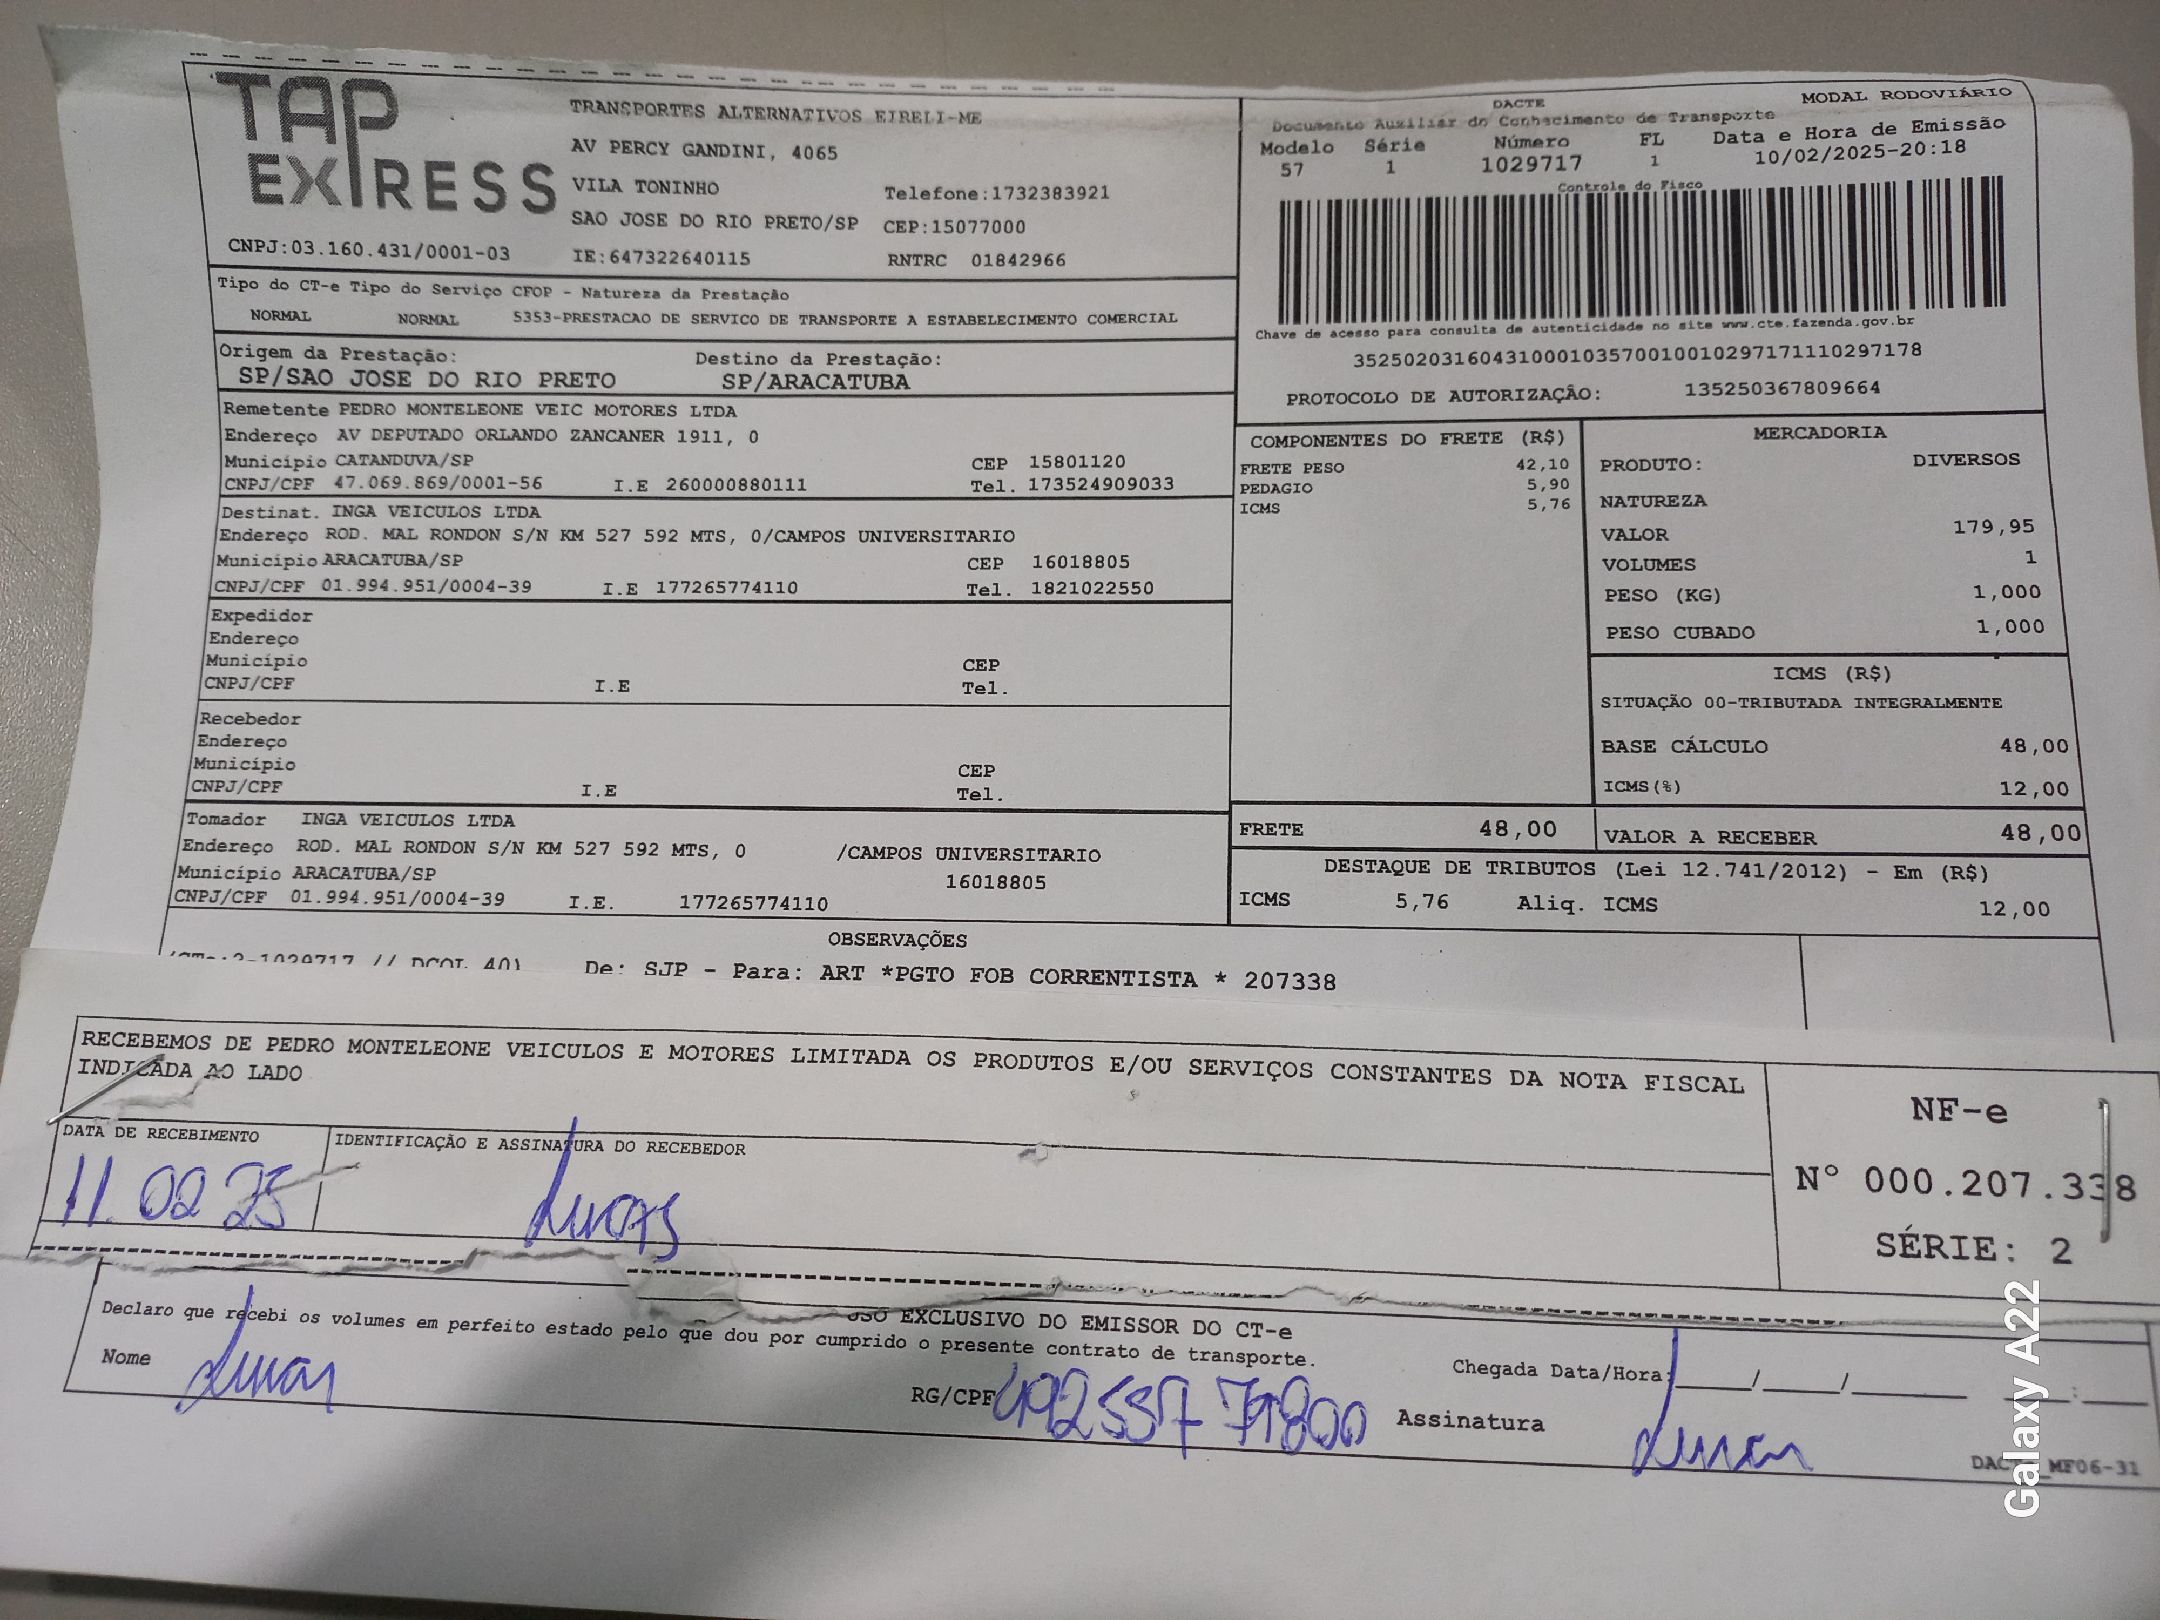 TAP EXPRESS
TRANSPORTES ALTERNATIVOS EIRELI-ME
AV PERCY GANDINI, 4065
VILA TONINHO Telefone:1732383921
SAO JOSE DO RIO PRETO/SP CEP:15077000
CNPJ:03.160.431/0001-03 IE:647322640115 RNTRC 01842966
DACTE MODAL RODOVIÁRIO
Documento Auxiliar do Conhecimento de Transporte
Modelo Série Número FL Data e Hora de Emissão
57 1 1029717 1 10/02/2025-20:18
Controle do Fisco
Chave de acesso para consulta de autenticidade no site www.cte.fazenda.gov.br
35250203160431000103570010010297171110297178
PROTOCOLO DE AUTORIZAÇÃO: 135250367809664
Tipo do CT-e Tipo do Serviço CFOP - Natureza da Prestação
NORMAL NORMAL 5353-PRESTACAO DE SERVICO DE TRANSPORTE A ESTABELECIMENTO COMERCIAL
Origem da Prestação: Destino da Prestação:
SP/SAO JOSE DO RIO PRETO SP/ARACATUBA
Remetente PEDRO MONTELEONE VEIC MOTORES LTDA
Endereço AV DEPUTADO ORLANDO ZANCANER 1911, 0
Município CATANDUVA/SP CEP 15801120
CNPJ/CPF 47.069.869/0001-56 I.E 260000880111 Tel. 173524909033
Destinat. INGA VEICULOS LTDA
Endereço ROD. MAL RONDON S/N KM 527 592 MTS, 0/CAMPOS UNIVERSITARIO
Município ARACATUBA/SP CEP 16018805
CNPJ/CPF 01.994.951/0004-39 I.E 177265774110 Tel. 1821022550
Expedidor
Endereço
Município CEP
CNPJ/CPF I.E Tel.
Recebedor
Endereço
Município CEP
CNPJ/CPF I.E Tel.
Tomador INGA VEICULOS LTDA
Endereço ROD. MAL RONDON S/N KM 527 592 MTS, 0 /CAMPOS UNIVERSITARIO
Município ARACATUBA/SP 16018805
CNPJ/CPF 01.994.951/0004-39 I.E. 177265774110
COMPONENTES DO FRETE (R$)
FRETE PESO 42,10
PEDAGIO 5,90
ICMS 5,76
MERCADORIA
PRODUTO: DIVERSOS
NATUREZA
VALOR 179,95
VOLUMES 1
PESO (KG) 1,000
PESO CUBADO 1,000
ICMS (R$)
SITUAÇÃO 00-TRIBUTADA INTEGRALMENTE
BASE CÁLCULO 48,00
ICMS(%) 12,00
FRETE 48,00 VALOR A RECEBER 48,00
DESTAQUE DE TRIBUTOS (Lei 12.741/2012) - Em (R$)
ICMS 5,76 Aliq. ICMS 12,00
OBSERVAÇÕES
De: SJP - Para: ART *PGTO FOB CORRENTISTA * 207338
RECEBEMOS DE PEDRO MONTELEONE VEICULOS E MOTORES LIMITADA OS PRODUTOS E/OU SERVIÇOS CONSTANTES DA NOTA FISCAL
INDICADA AO LADO
DATA DE RECEBIMENTO IDENTIFICAÇÃO E ASSINATURA DO RECEBEDOR
11.02 25 Lucas
NF-e
N° 000.207.338
SÉRIE: 2
USO EXCLUSIVO DO EMISSOR DO CT-e
Declaro que recebi os volumes em perfeito estado pelo que dou por cumprido o presente contrato de transporte.
Nome Lucas RG/CPF Chegada Data/Hora: ___/___/___ __:__
Assinatura Lucas
Galaxy A22